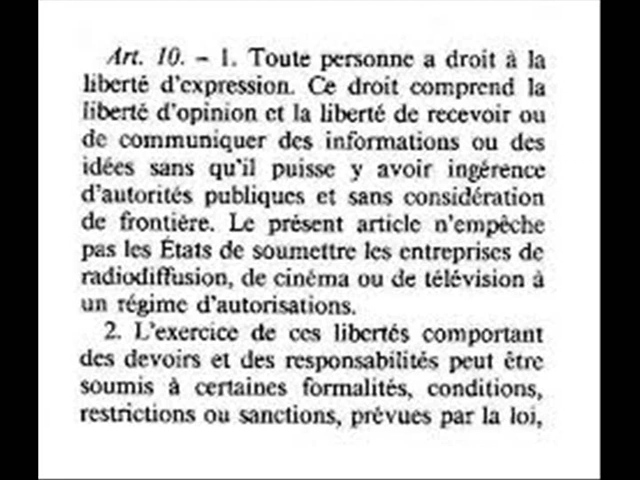 Art. 10. – 1. Toute personne a droit à la
liberté d'expression. Ce droit comprend la
liberté d'opinion et la liberté de recevoir ou
de communiquer des informations ou des
idées sans qu'il puisse y avoir ingérence
d'autorités publiques et sans considération
de frontière. Le présent article n'empêche
pas les États de soumettre les entreprises de
radiodiffusion, de cinéma ou de télévision à
un régime d'autorisations.
2. L'exercice de ces libertés comportant
des devoirs et des responsabilités peut être
soumis à certaines formalités, conditions,
restrictions ou sanctions, prévues par la loi,